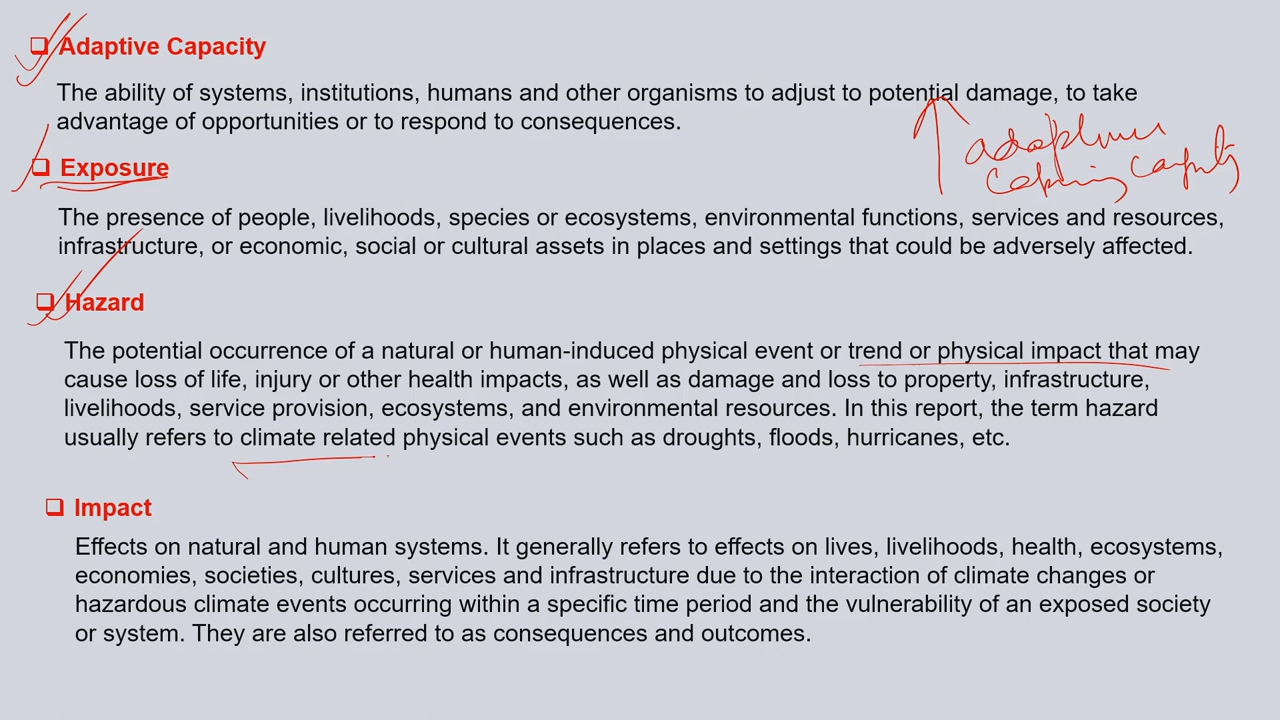 ❑ Adaptive Capacity
The ability of systems, institutions, humans and other organisms to adjust to potential damage, to take
advantage of opportunities or to respond to consequences.
coping capacity
❑ Exposure
The presence of people, livelihoods, species or ecosystems, environmental functions, services and resources,
infrastructure, or economic, social or cultural assets in places and settings that could be adversely affected.
❑ Hazard
The potential occurrence of a natural or human-induced physical event or trend or physical impact that may
cause loss of life, injury or other health impacts, as well as damage and loss to property, infrastructure,
livelihoods, service provision, ecosystems, and environmental resources. In this report, the term hazard
usually refers to climate related physical events such as droughts, floods, hurricanes, etc.
❑ Impact
Effects on natural and human systems. It generally refers to effects on lives, livelihoods, health, ecosystems,
economies, societies, cultures, services and infrastructure due to the interaction of climate changes or
hazardous climate events occurring within a specific time period and the vulnerability of an exposed society
or system. They are also referred to as consequences and outcomes.